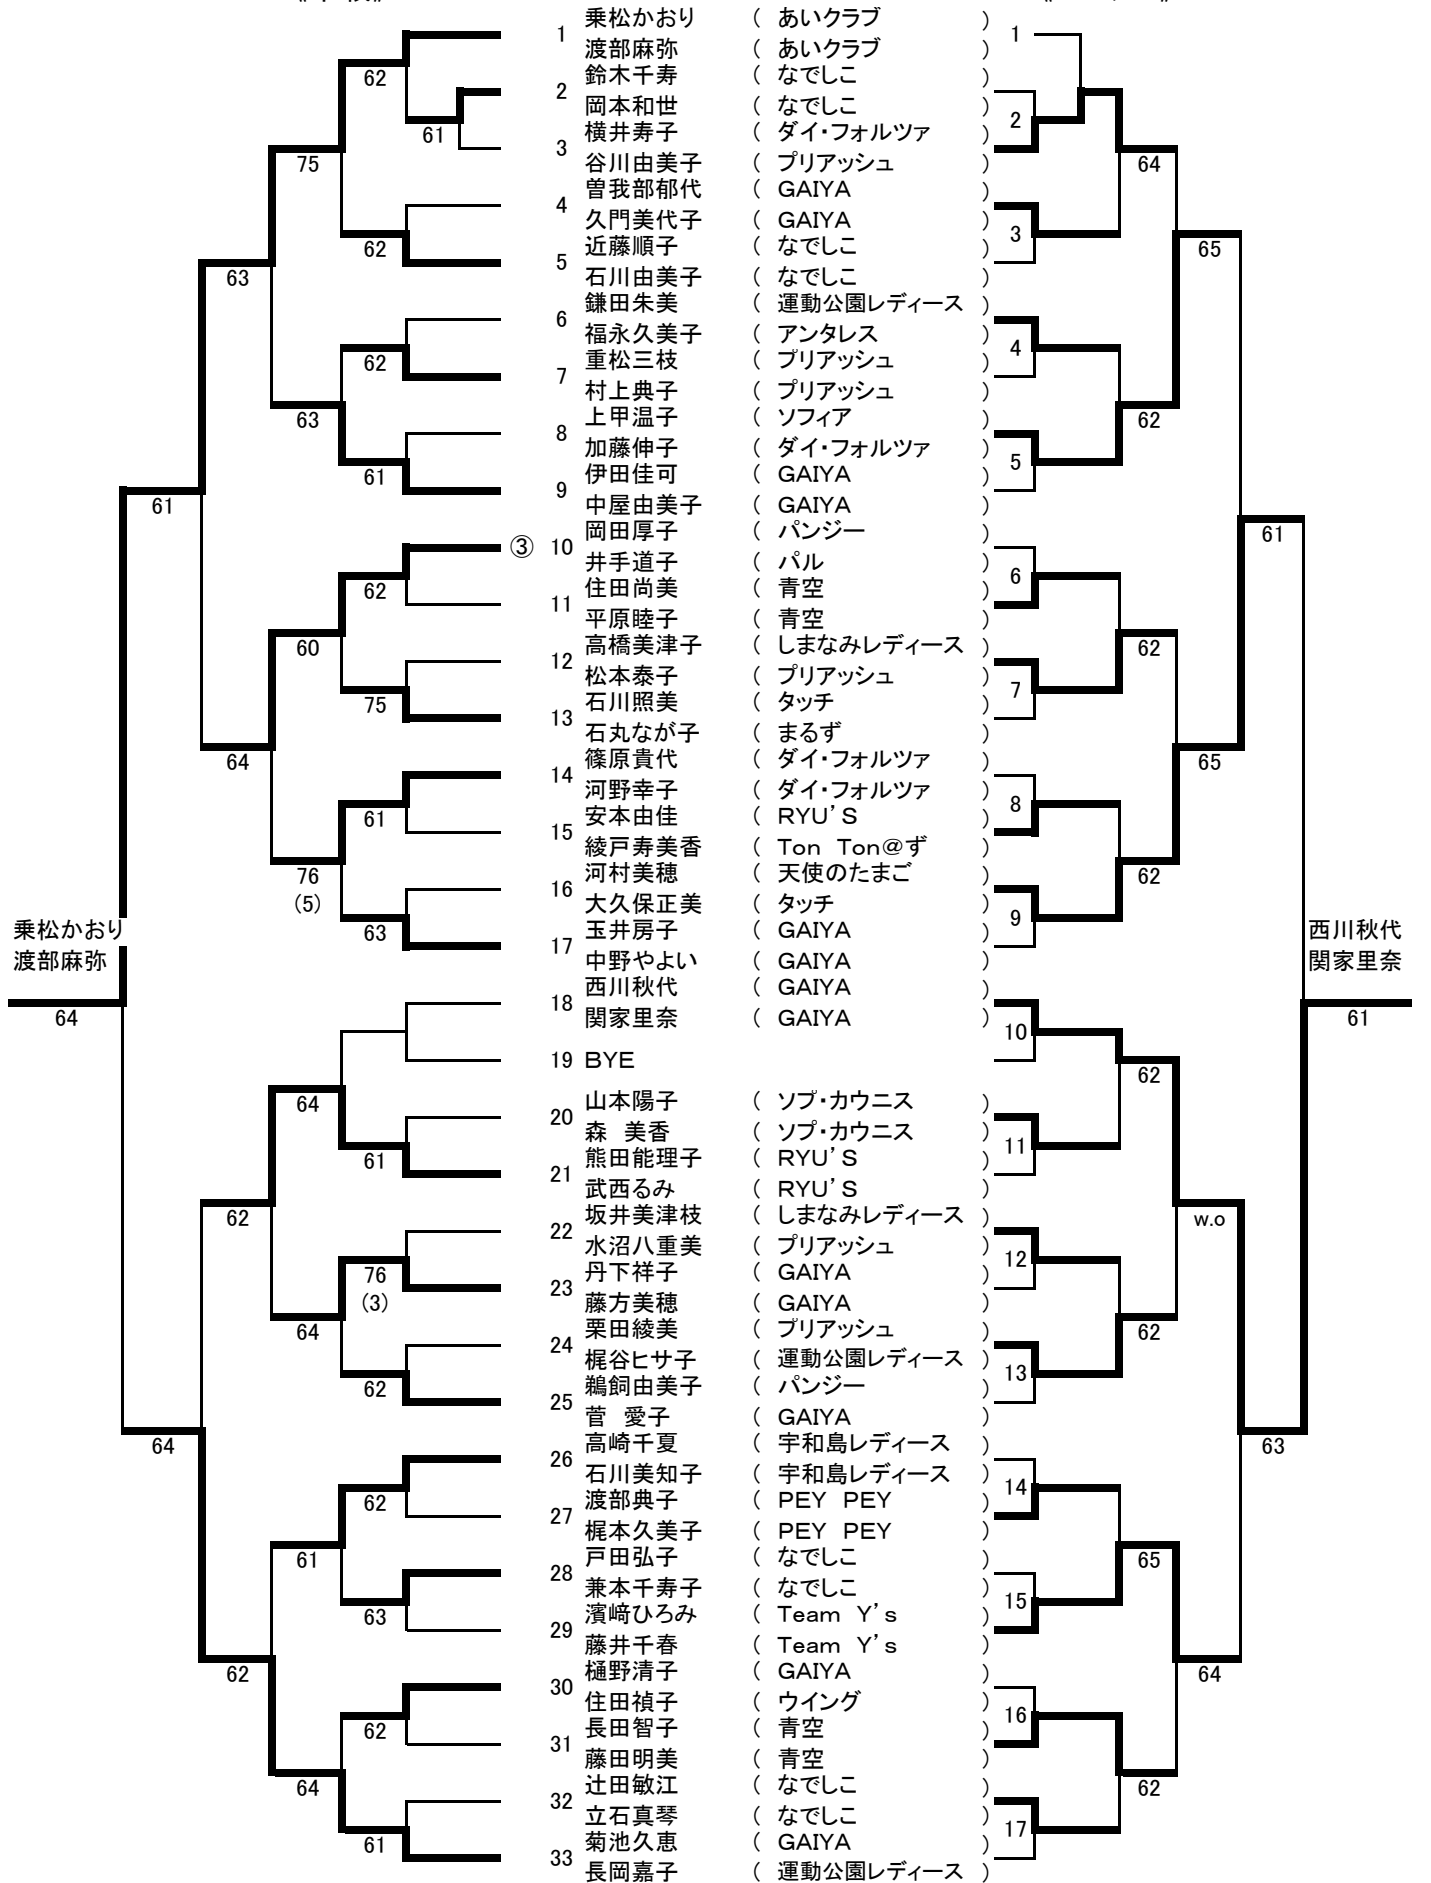 1 乗松かおり ( あいクラブ ) 1
渡部麻弥 ( あいクラブ )
62
2 鈴木千寿 ( なでしこ )
岡本和世 ( なでしこ ) 2
61
3 横井寿子 ( ダイ・フォルツァ )
谷川由美子 ( プリアッシュ )
75 64
4 曽我部郁代 ( GAIYA )
久門美代子 ( GAIYA ) 3
62 65
5 近藤順子 ( なでしこ )
石川由美子 ( なでしこ )
63
6 鎌田朱美 ( 運動公園レディース )
福永久美子 ( アンタレス ) 4
62
7 重松三枝 ( プリアッシュ )
村上典子 ( プリアッシュ )
63 62
8 上甲温子 ( ソフィア )
加藤伸子 ( ダイ・フォルツァ ) 5
61
9 伊田佳可 ( GAIYA )
中屋由美子 ( GAIYA )
61 61
③ 10 岡田厚子 ( パンジー )
井手道子 ( パル ) 6
62
11 住田尚美 ( 青空 )
平原睦子 ( 青空 )
60 62
12 高橋美津子 ( しまなみレディース )
松本泰子 ( プリアッシュ ) 7
75
13 石川照美 ( タッチ )
石丸なが子 ( まるず )
64 65
14 篠原貴代 ( ダイ・フォルツァ )
河野幸子 ( ダイ・フォルツァ ) 8
61
15 安本由佳 ( RYU'S )
綾戸寿美香 ( Ton Ton@ず )
76 62
(5)
16 河村美穂 ( 天使のたまご )
大久保正美 ( タッチ ) 9
63
17 玉井房子 ( GAIYA )
中野やよい ( GAIYA )
乗松かおり 西川秋代
渡部麻弥 関家里奈
64 61
18 西川秋代 ( GAIYA )
関家里奈 ( GAIYA ) 10
19 BYE
64 62
20 山本陽子 ( ソプ・カウニス )
森 美香 ( ソプ・カウニス ) 11
61
21 熊田能理子 ( RYU'S )
武西るみ ( RYU'S )
62 w.o
22 坂井美津枝 ( しまなみレディース )
水沼八重美 ( プリアッシュ ) 12
76
(3)
23 丹下祥子 ( GAIYA )
藤方美穂 ( GAIYA )
64 62
24 栗田綾美 ( プリアッシュ )
梶谷ヒサ子 ( 運動公園レディース ) 13
62
25 鵜飼由美子 ( パンジー )
菅 愛子 ( GAIYA )
64 63
26 高崎千夏 ( 宇和島レディース )
石川美知子 ( 宇和島レディース ) 14
62
27 渡部典子 ( PEY PEY )
梶本久美子 ( PEY PEY )
61 65
28 戸田弘子 ( なでしこ )
兼本千寿子 ( なでしこ ) 15
63
29 濱﨑ひろみ ( Team Y's )
藤井千春 ( Team Y's )
62 64
30 樋野清子 ( GAIYA )
住田禎子 ( ウイング ) 16
62
31 長田智子 ( 青空 )
藤田明美 ( 青空 )
64 62
32 辻田敏江 ( なでしこ )
立石真琴 ( なでしこ ) 17
61
33 菊池久恵 ( GAIYA )
長岡嘉子 ( 運動公園レディース )